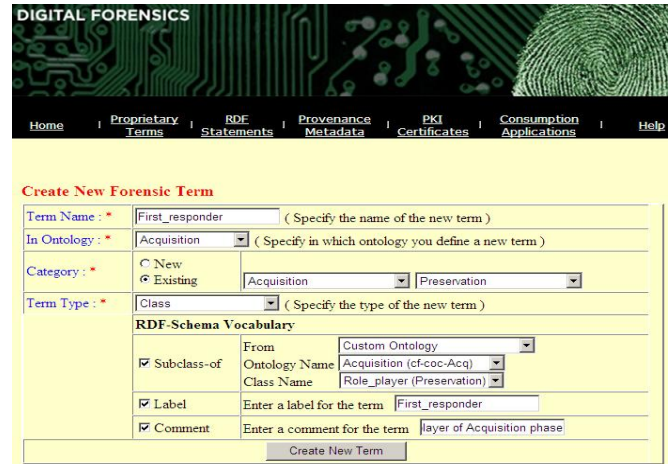 DIGITAL FORENSICS
Home | Proprietary Terms | RDF Statements | Provenance Metadata | PKI Certificates | Consumption Applications | Help
Create New Forensic Term
Term Name : * First_responder ( Specify the name of the new term )
In Ontology : * Acquisition ( Specify in which ontology you define a new term )
Category : * New
Existing Acquisition Preservation
Term Type : * Class ( Specify the type of the new term )
RDF-Schema Vocabulary
From Custom Ontology
Subclass-of Ontology Name Acquisition (cf-coc-Acq)
Class Name Role_player (Preservation)
Label Enter a label for the term First_responder
Comment Enter a comment for the term layer of Acquisition phase
Create New Term